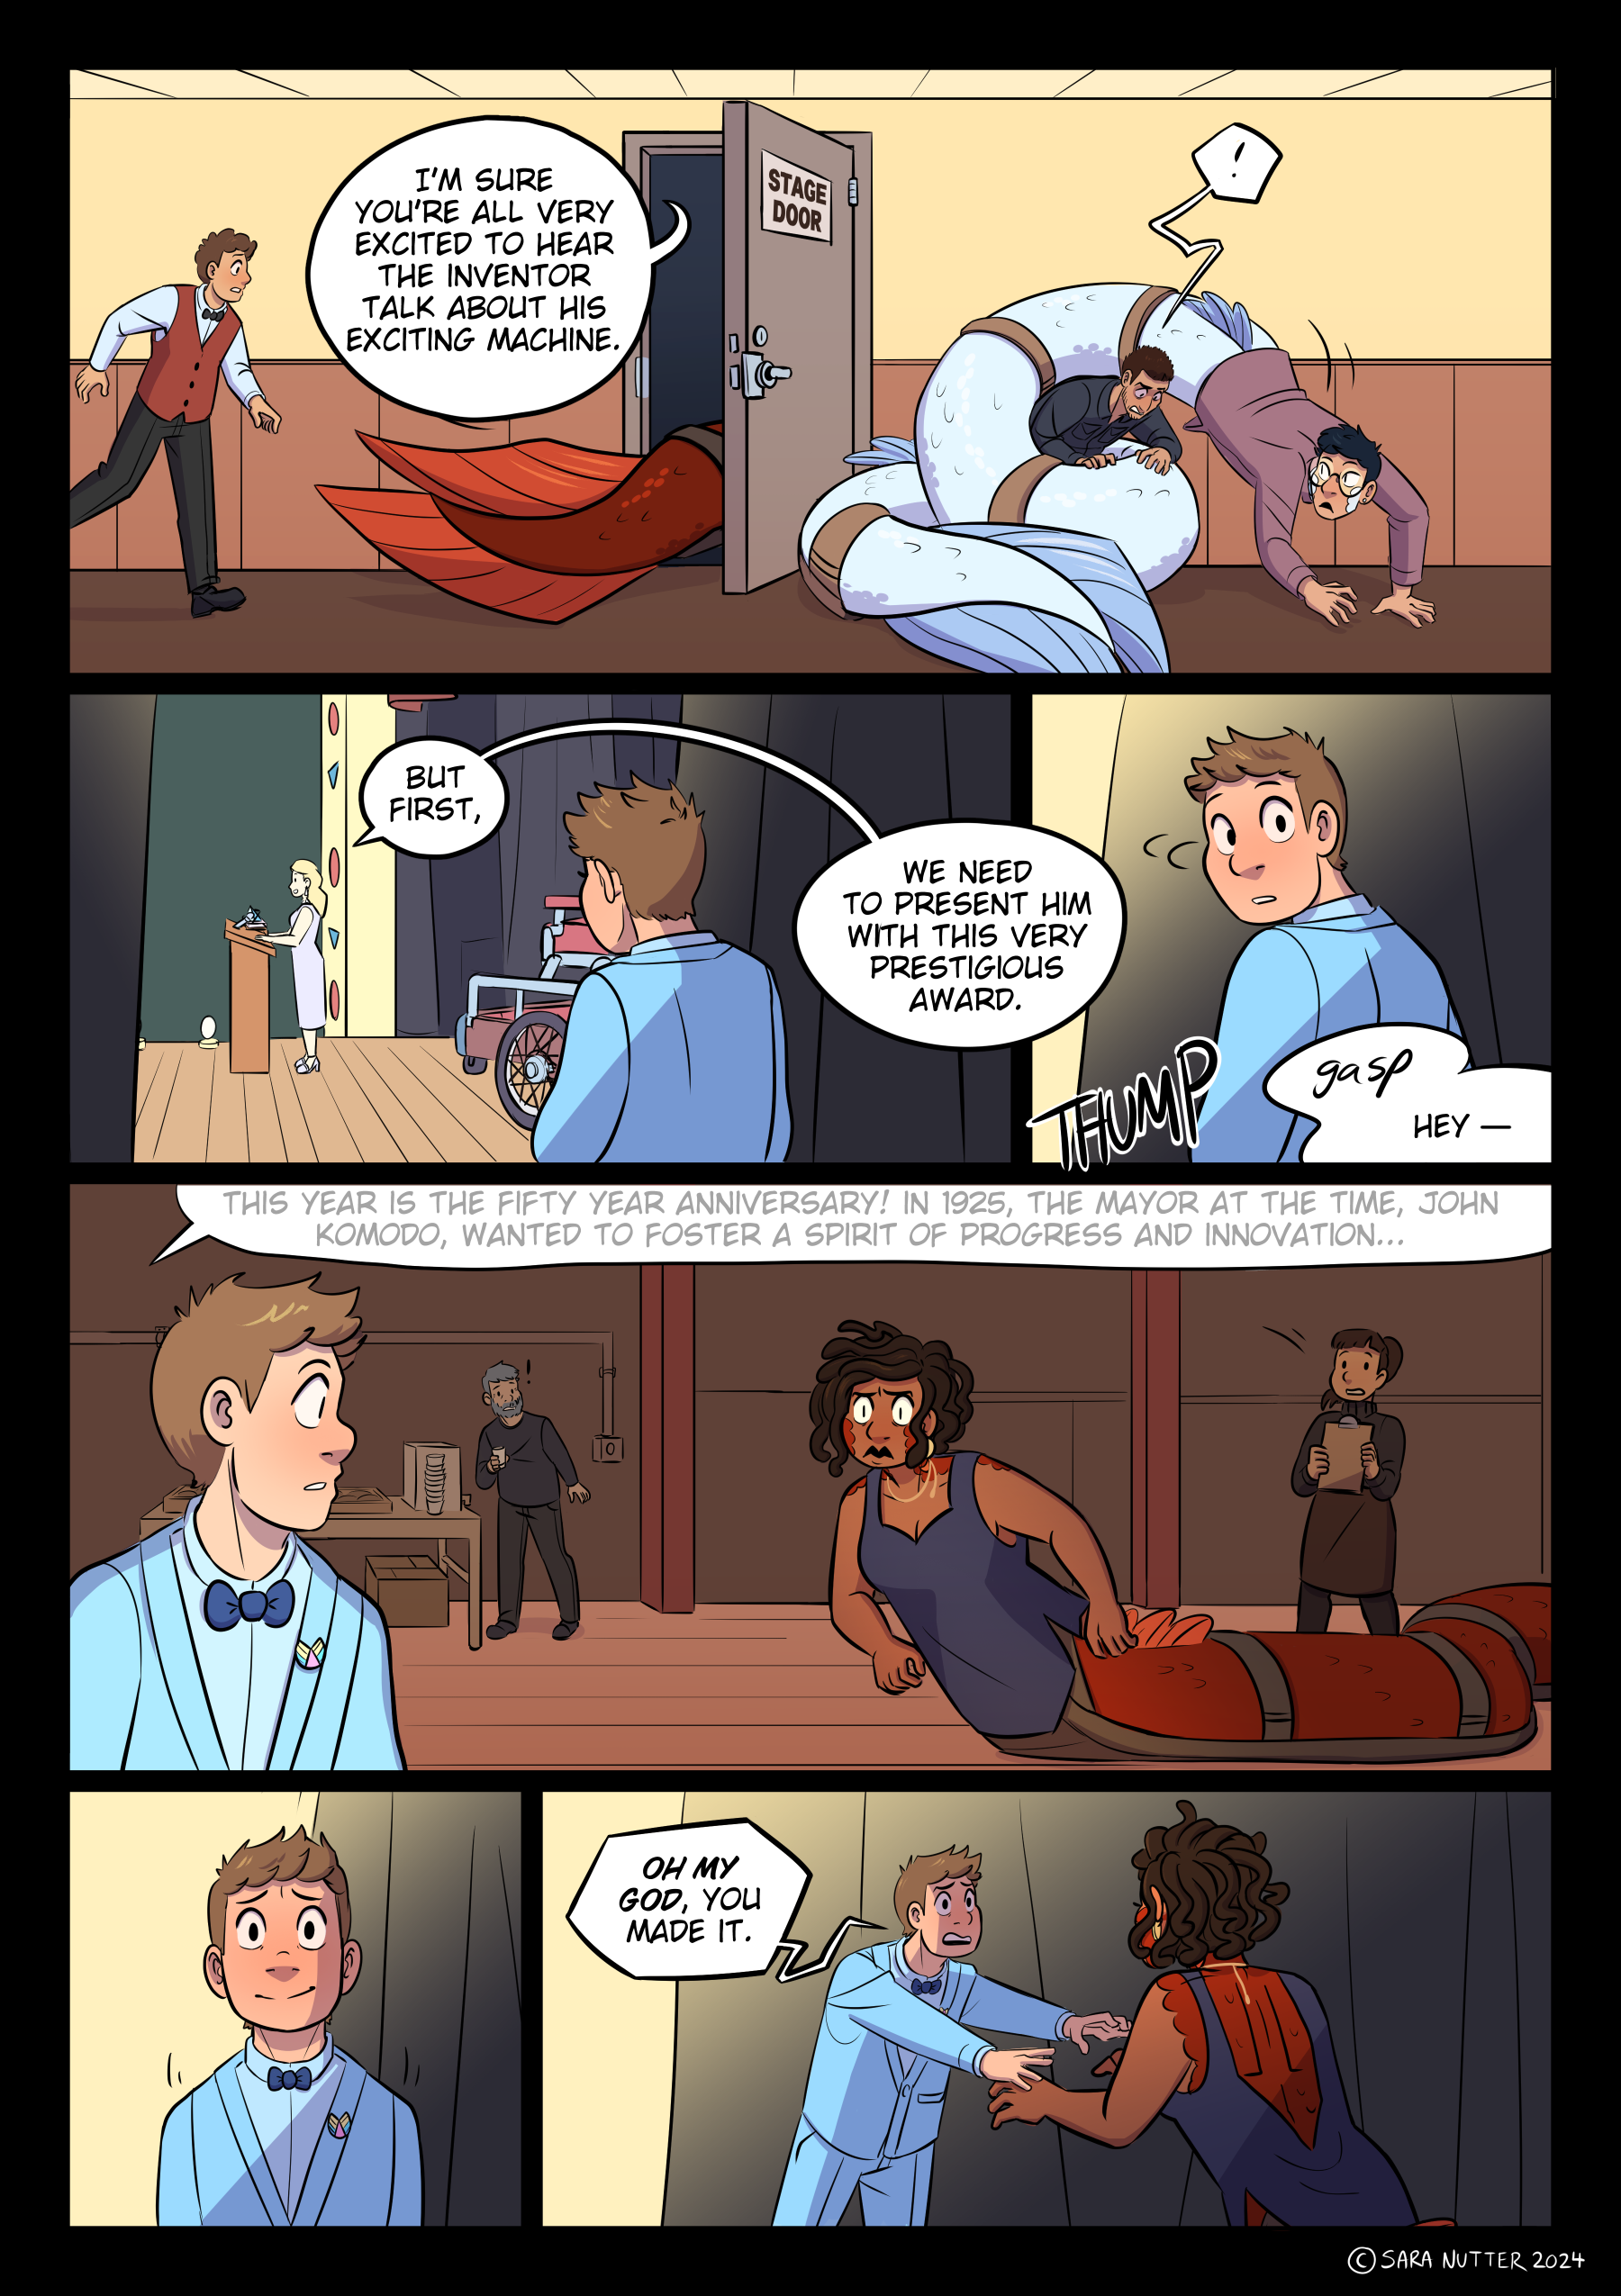 I'M SURE
YOU'RE ALL VERY
EXCITED TO HEAR
THE INVENTOR
TALK ABOUT HIS
EXCITING MACHINE.
STAGE
DOOR
!
BUT
FIRST,
WE NEED
TO PRESENT HIM
WITH THIS VERY
PRESTIGIOUS
AWARD.
THUMP
gasp
HEY —
THIS YEAR IS THE FIFTY YEAR ANNIVERSARY! IN 1925, THE MAYOR AT THE TIME, JOHN
KOMODO, WANTED TO FOSTER A SPIRIT OF PROGRESS AND INNOVATION...
!
OH MY
GOD, YOU
MADE IT.
© SARA NUTTER 2024